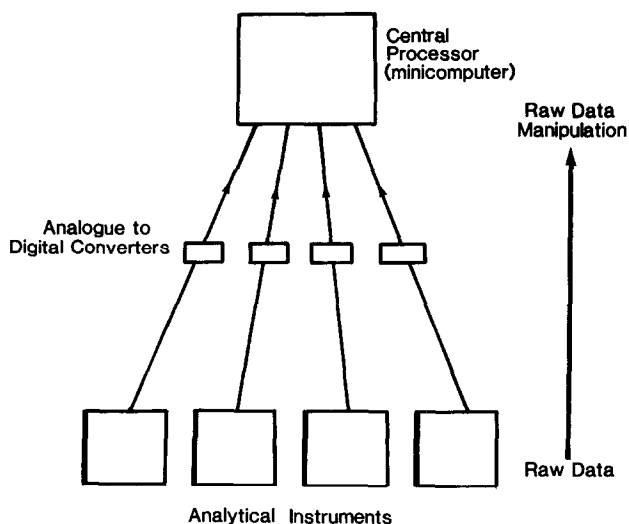 Central
Processor
(minicomputer)
Raw Data
Manipulation
Analogue to
Digital Converters
Raw Data
Analytical Instruments